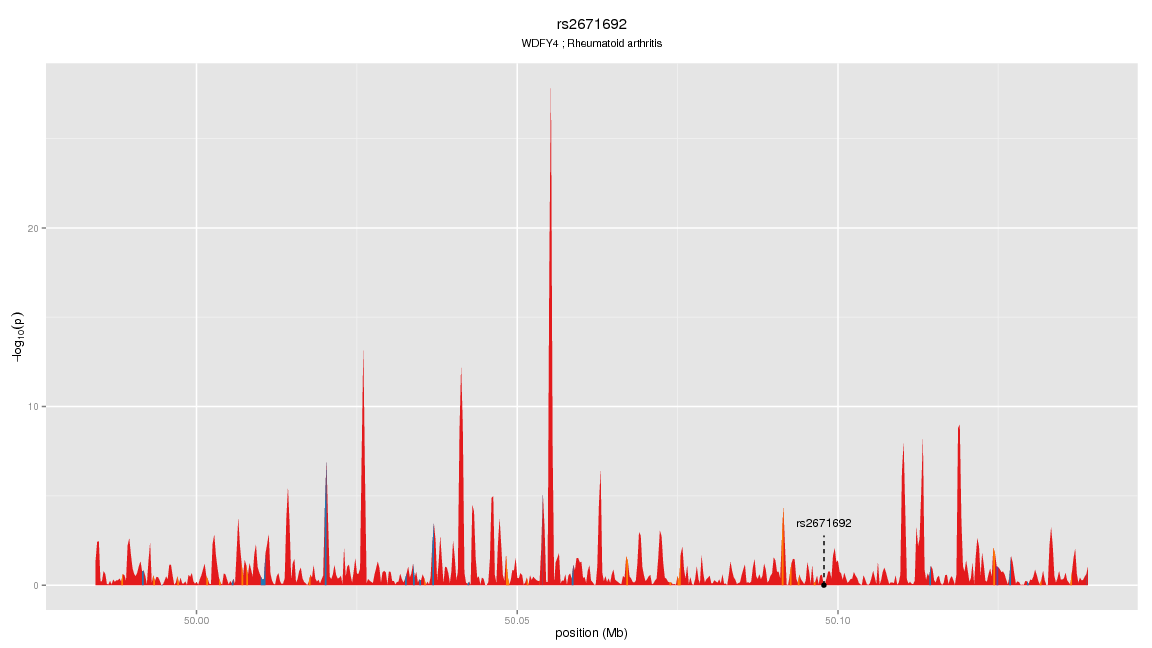 rs2671692
WDFY4 ; Rheumatoid arthritis
20
10
0
−log10(p)
rs2671692
50.00
50.05
50.10
position (Mb)